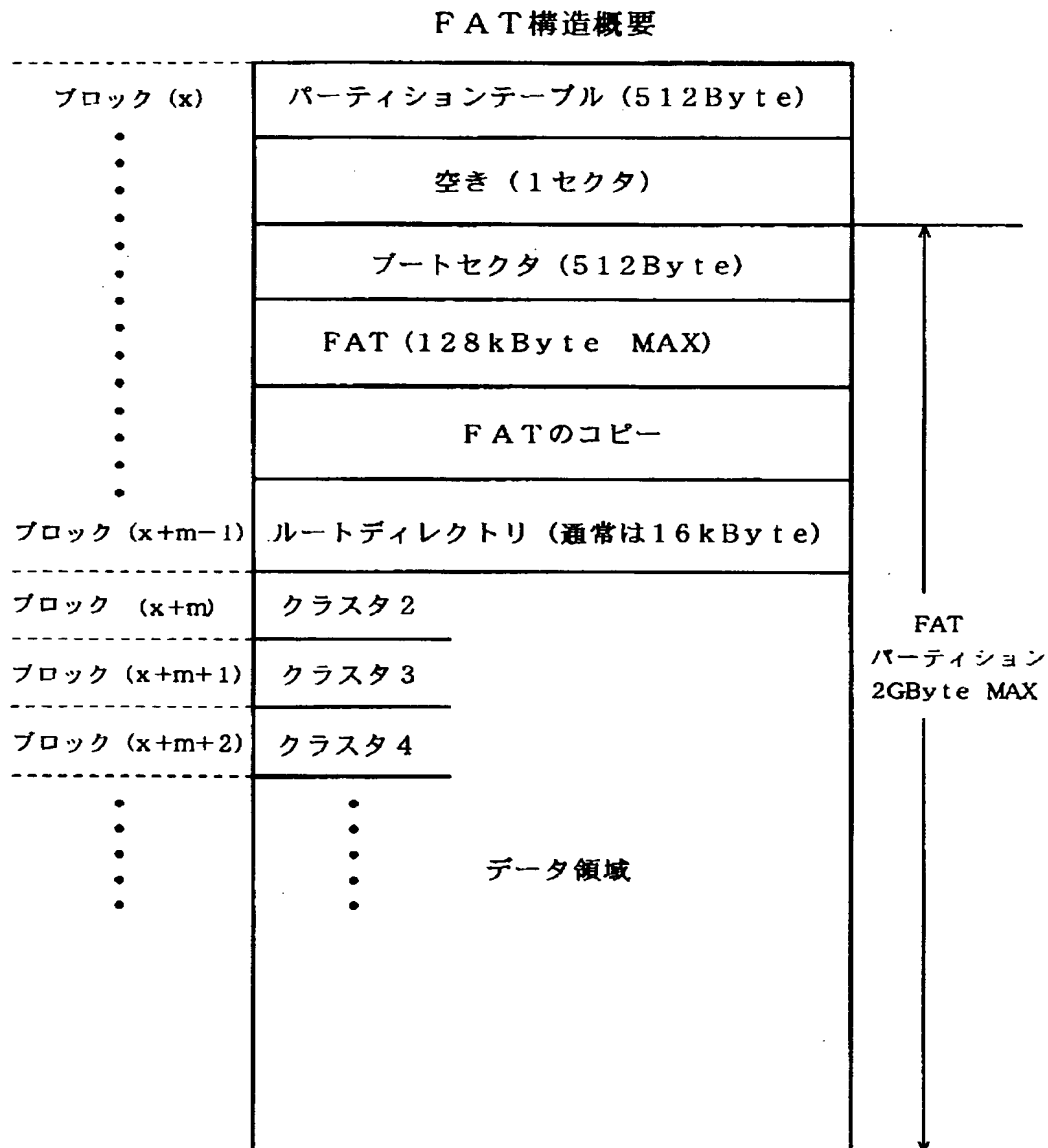 FAT構造概要
ブロック (x)
パーティションテーブル (512Byte)
空き (1セクタ)
ブートセクタ (512Byte)
FAT (128kByte MAX)
FATのコピー
ブロック (x+m-1)
ルートディレクトリ (通常は16kByte)
ブロック (x+m)
クラスタ2
ブロック (x+m+1)
クラスタ3
ブロック (x+m+2)
クラスタ4
データ領域
FAT
パーティション
2GByte MAX